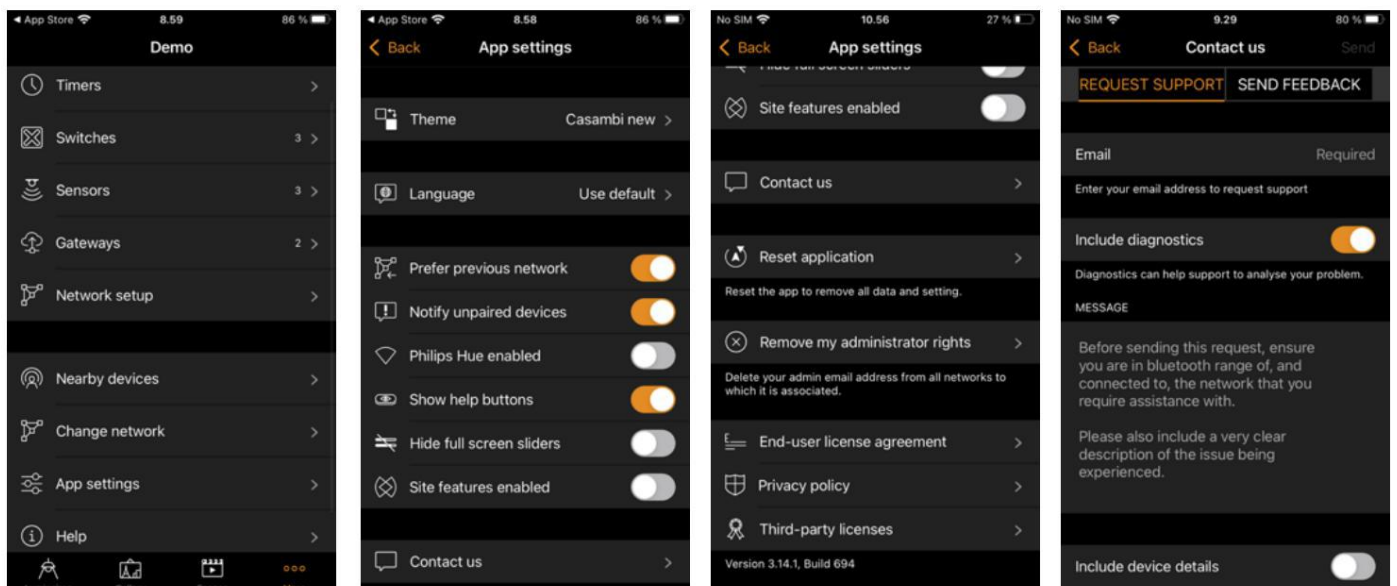 App Store 8.59 86 %
Demo
Timers
Switches 3
Sensors 3
Gateways 2
Network setup
Nearby devices
Change network
App settings
Help
App Store 8.58 86 %
Back App settings
Theme Casambi new
Language Use default
Prefer previous network
Notify unpaired devices
Philips Hue enabled
Show help buttons
Hide full screen sliders
Site features enabled
Contact us
No SIM 10.56 27 %
Back App settings
Hide full screen sliders
Site features enabled
Contact us
Reset application
Reset the app to remove all data and setting.
Remove my administrator rights
Delete your admin email address from all networks to
which it is associated.
End-user license agreement
Privacy policy
Third-party licenses
Version 3.14.1, Build 694
No SIM 9.29 80 %
Back Contact us Send
REQUEST SUPPORT SEND FEEDBACK
Email Required
Enter your email address to request support
Include diagnostics
Diagnostics can help support to analyse your problem.
MESSAGE
Before sending this request, ensure
you are in bluetooth range of, and
connected to, the network that you
require assistance with.
Please also include a very clear
description of the issue being
experienced.
Include device details